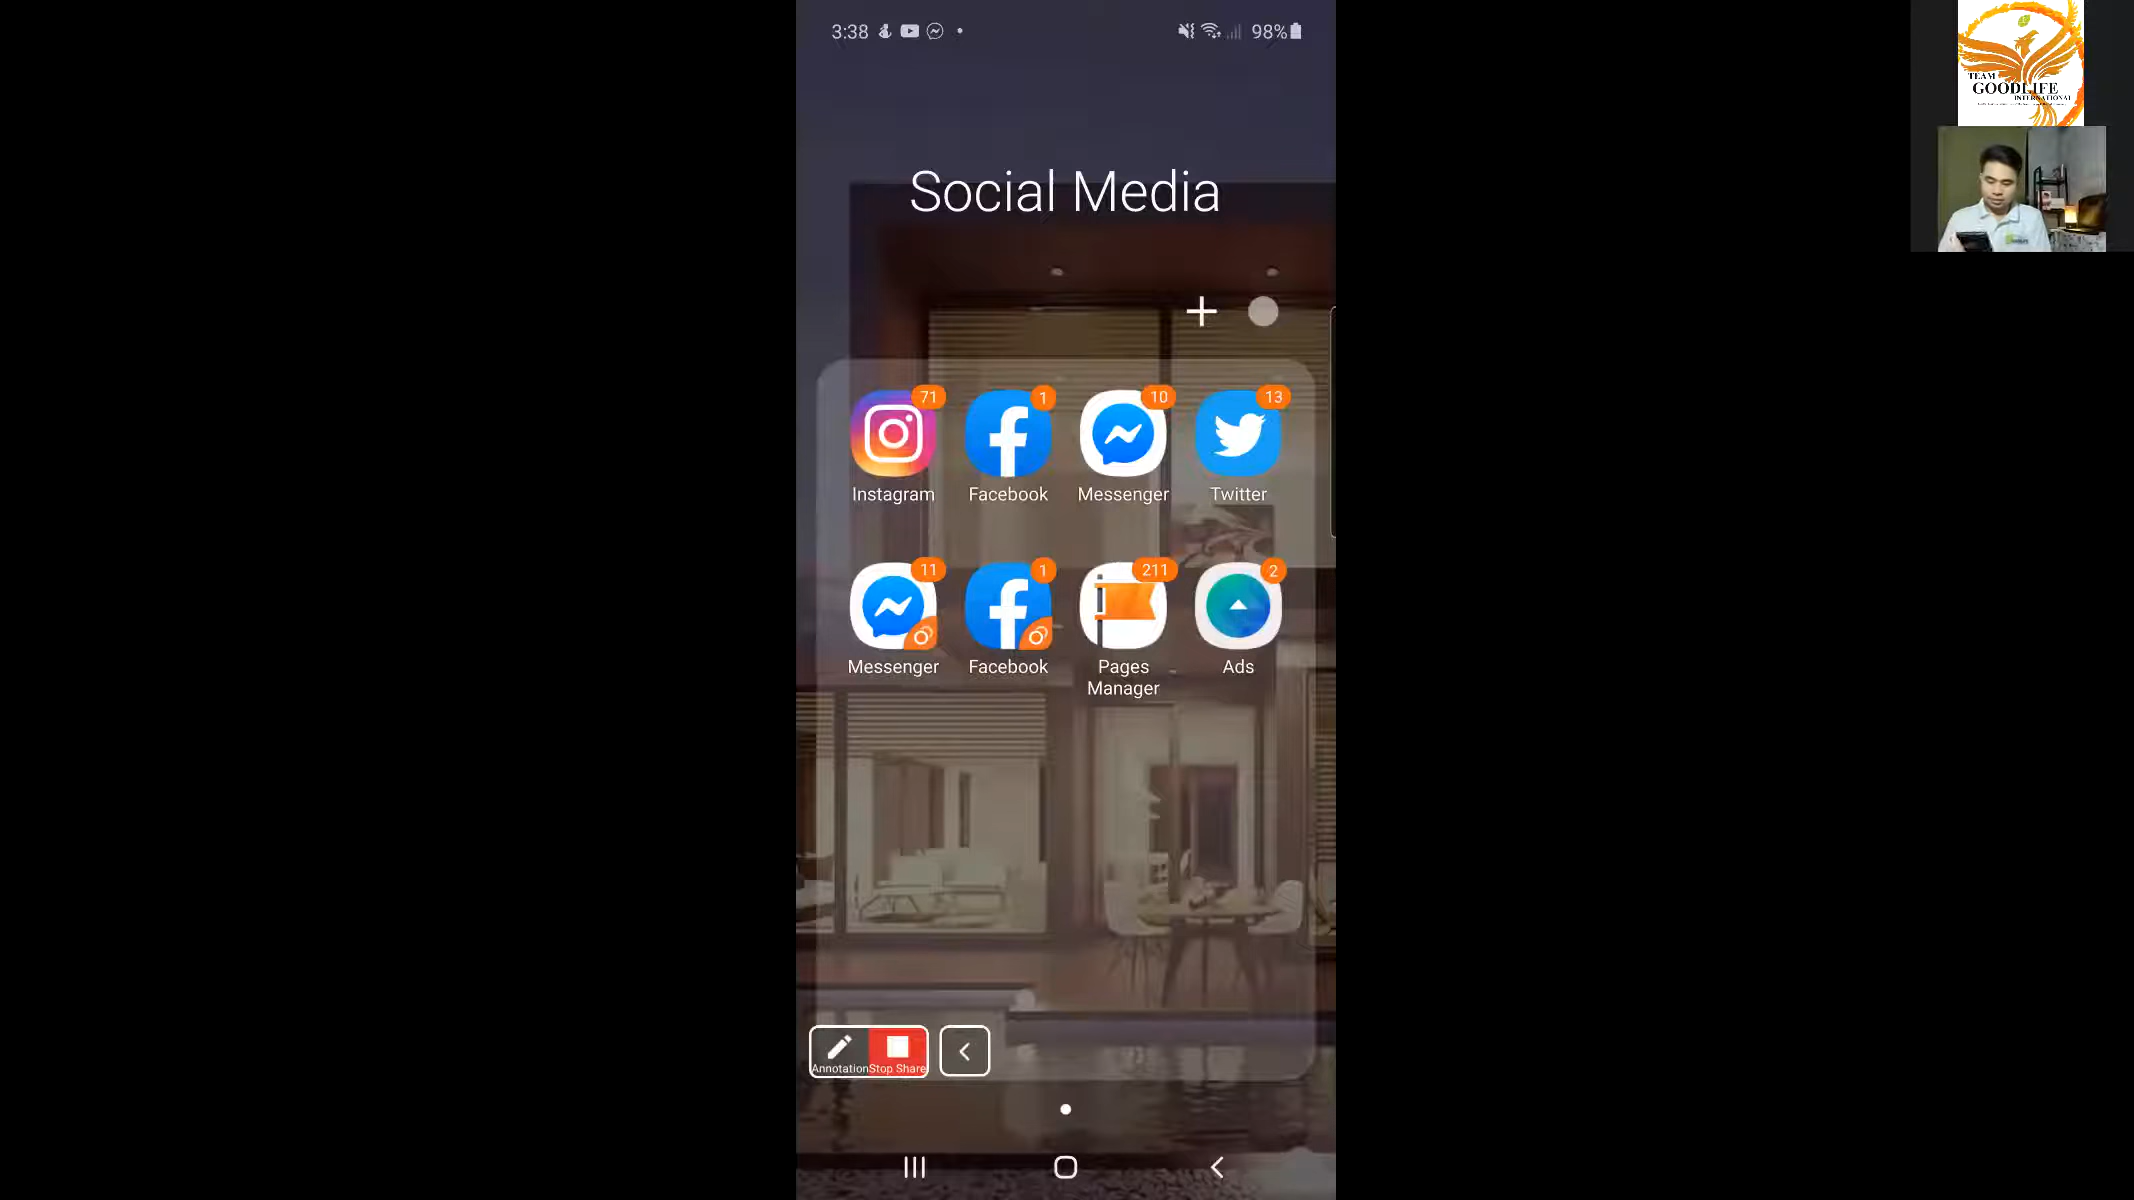 3:38
98%
TEAM
GOODLIFE
INTERNATIONAL
Social Media
71
1
10
13
Instagram
Facebook
Messenger
Twitter
11
1
211
2
Messenger
Facebook
Pages
Manager
Ads
Annotation
Stop Share